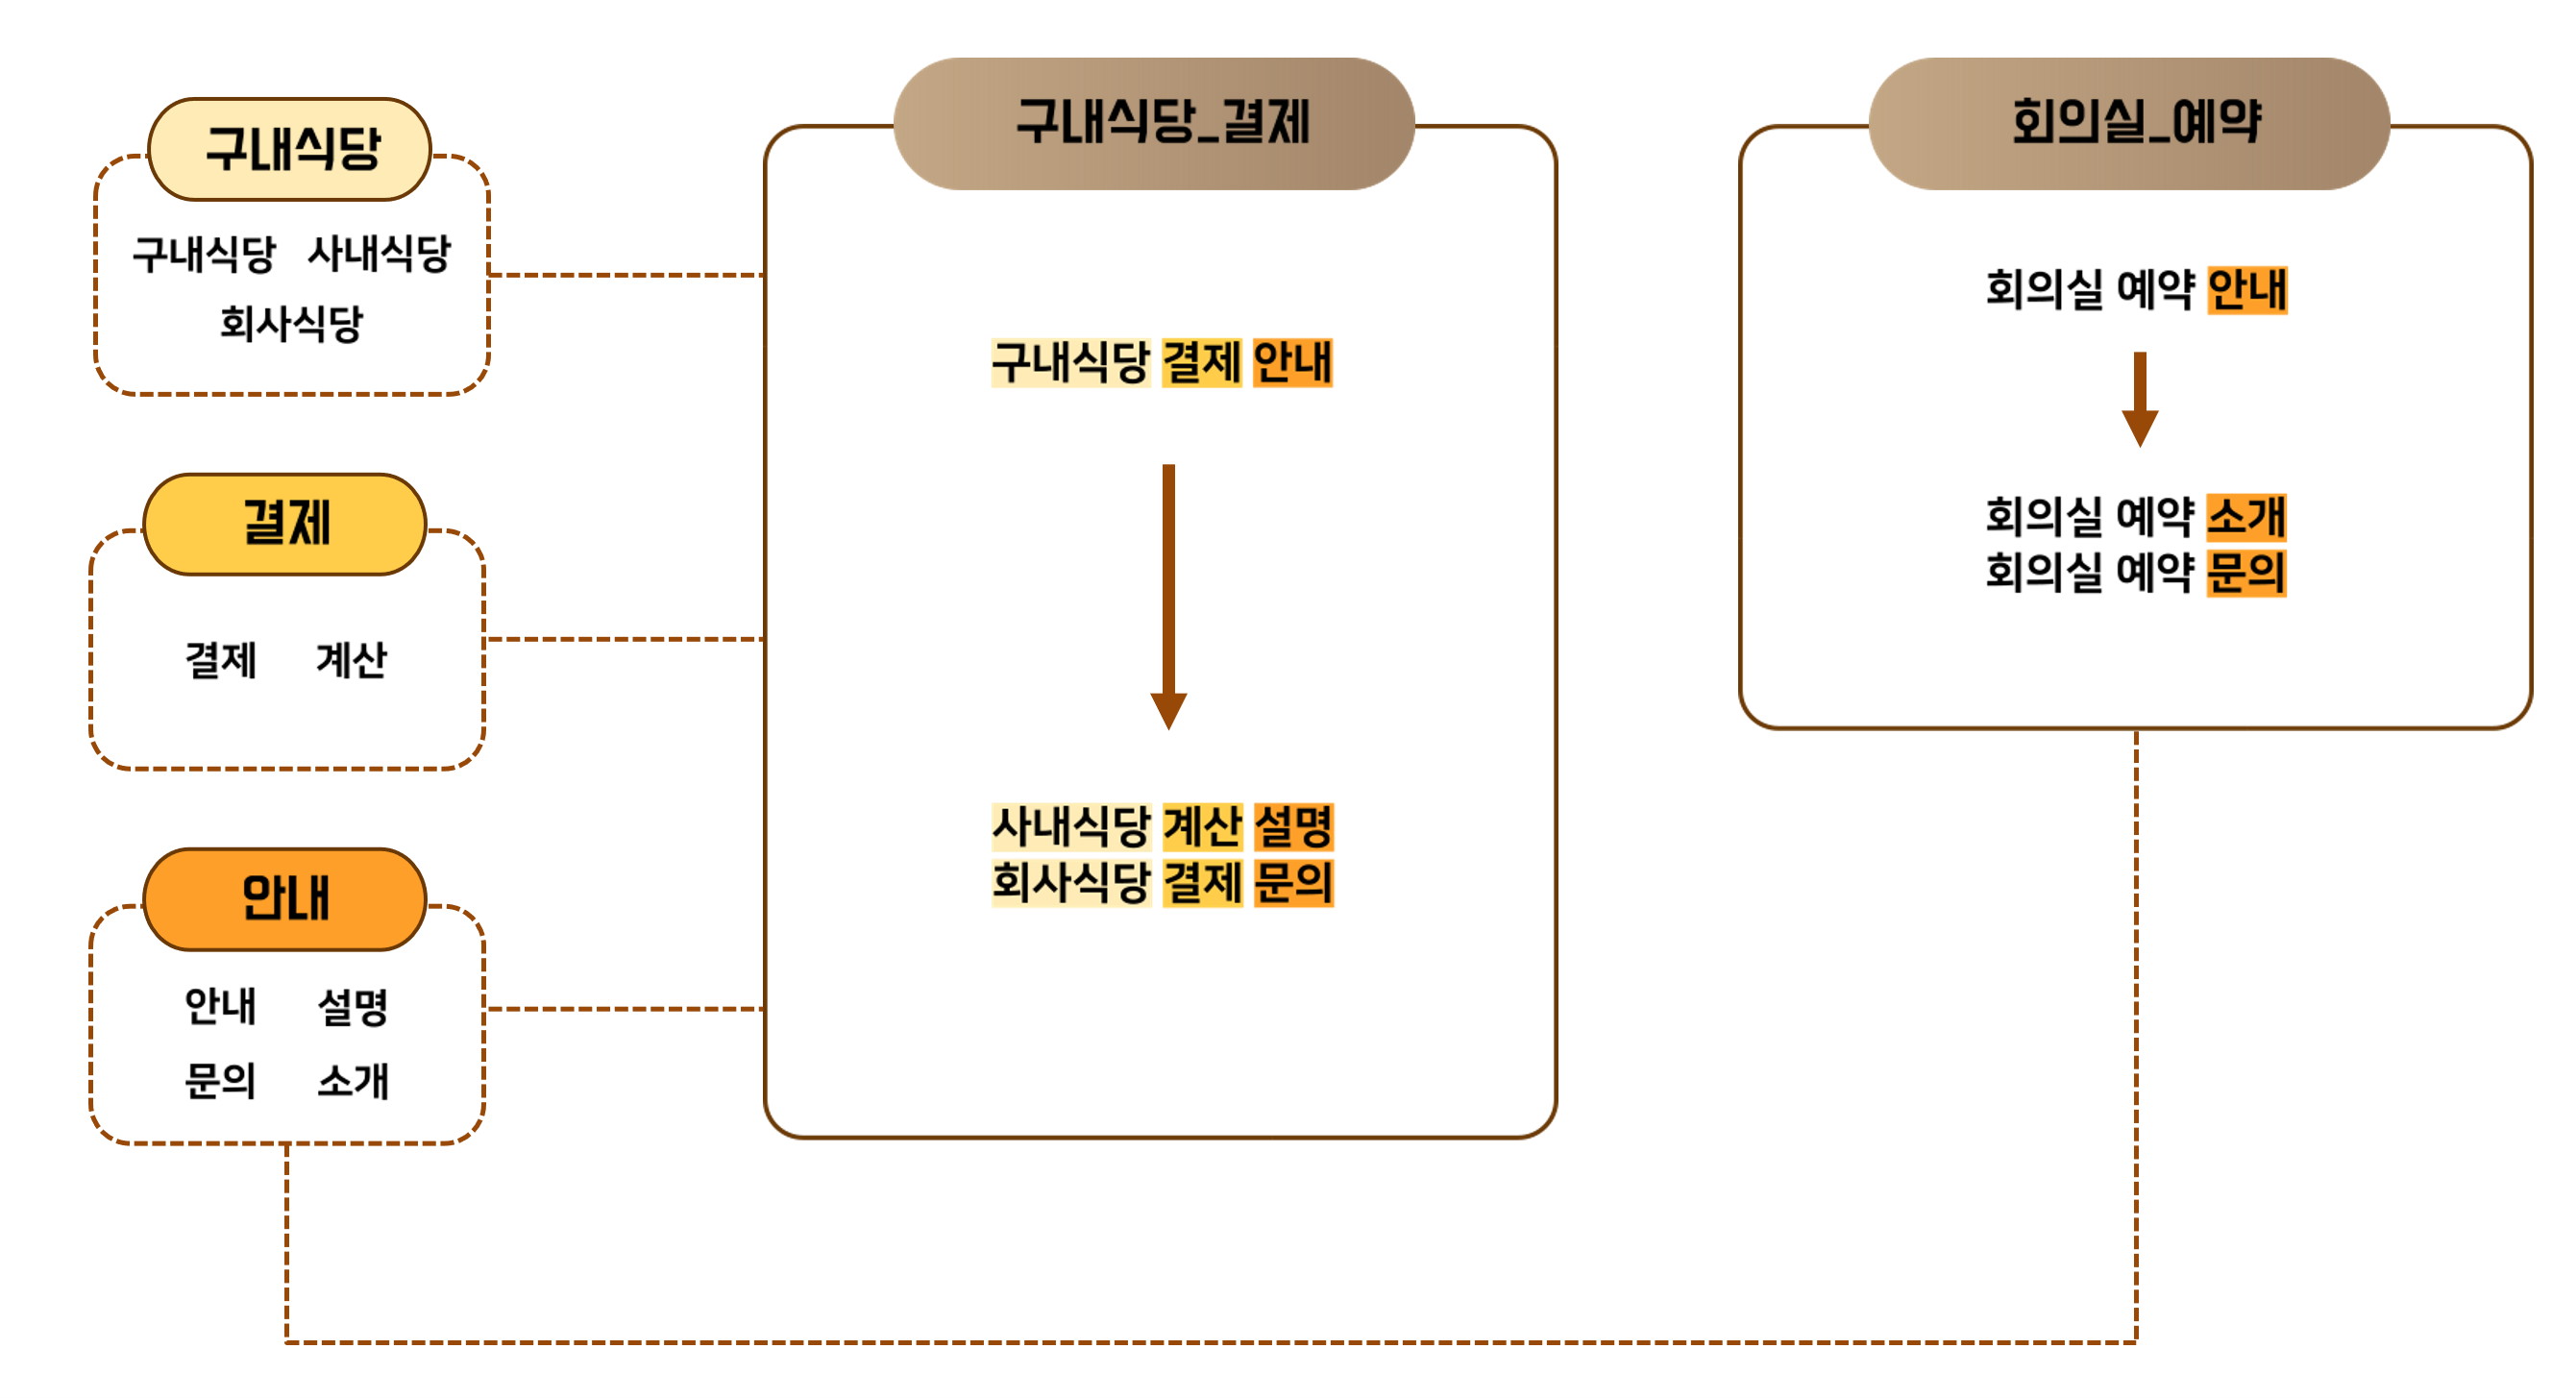 구내식당
구내식당 사내식당
회사식당
결제
결제 계산
안내
안내 설명
문의 소개
구내식당_결제
구내식당 결제 안내
사내식당 계산 설명
회사식당 결제 문의
회의실_예약
회의실 예약 안내
회의실 예약 소개
회의실 예약 문의